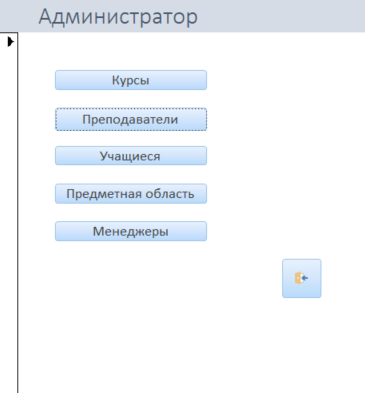 Администратор
Курсы
Преподаватели
Учащиеся
Предметная область
Менеджеры